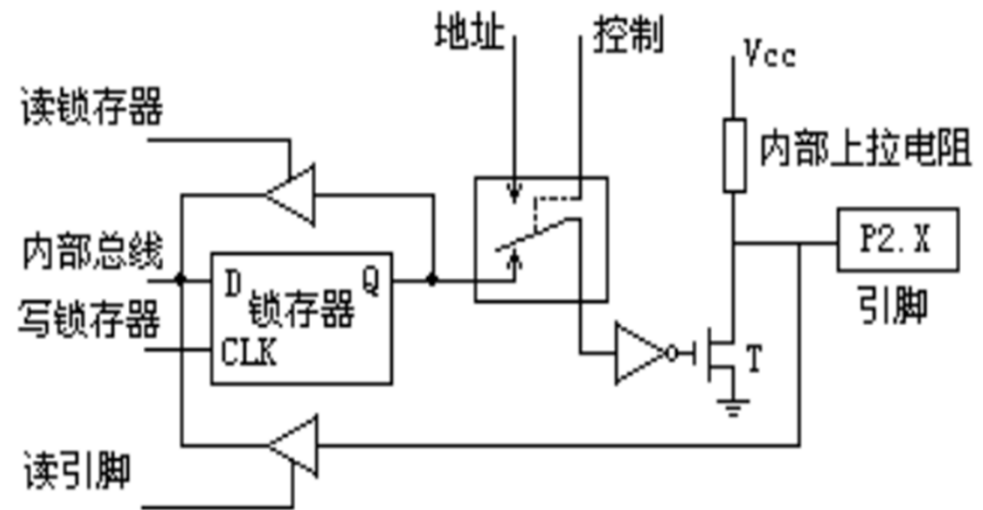 地址
控制
Vcc
读锁存器
内部上拉电阻
内部总线
D
Q
P2.X
锁存器
引脚
写锁存器
CLK
T
读引脚